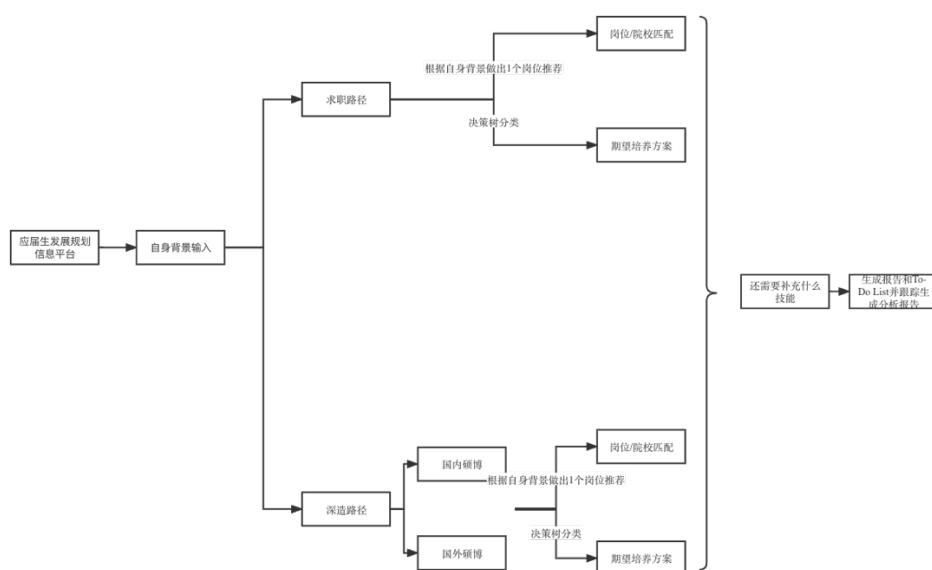 岗位/院校匹配
根据自身背景做出1个岗位推荐
求职路径
决策树分类
期望培养方案
应届生发展规划
信息平台
自身背景输入
还需要补充什么
技能
生成报告和To-
Do List并跟踪生
成分析报告
岗位/院校匹配
国内硕博
根据自身背景做出1个岗位推荐
深造路径
决策树分类
国外硕博
期望培养方案